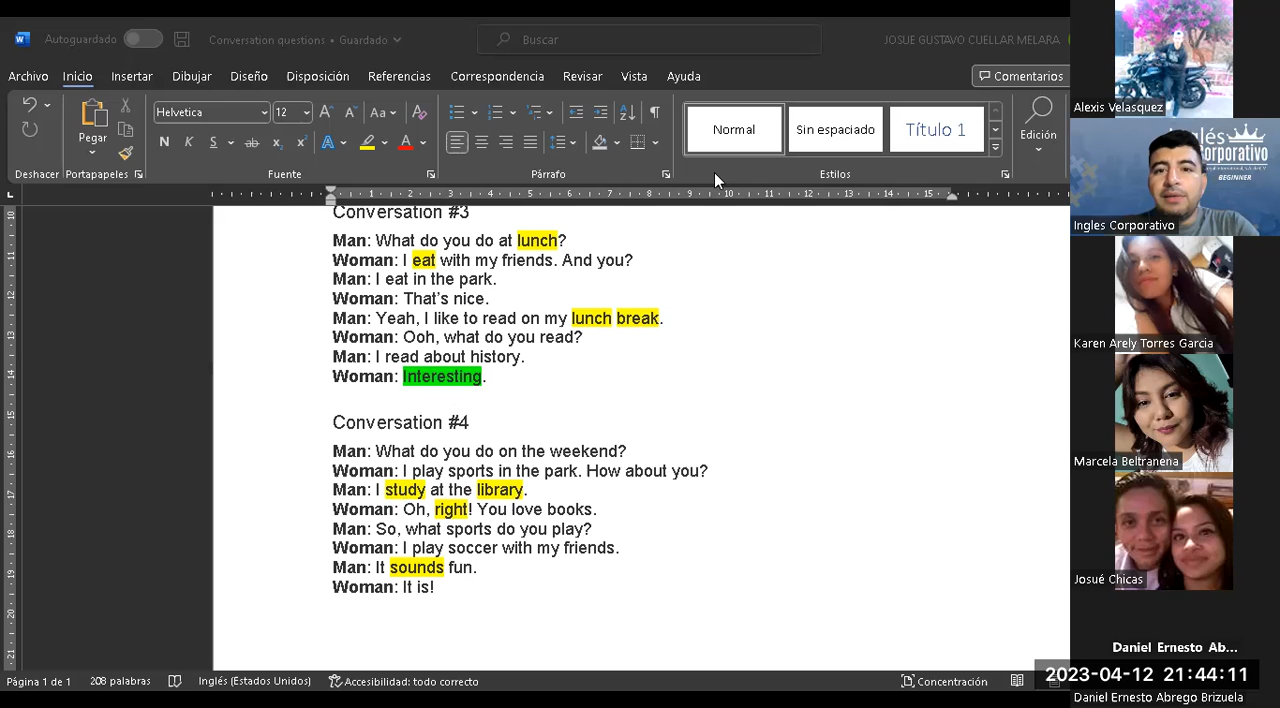 Autoguardado
Conversation questions • Guardado
Buscar
JOSUE GUSTAVO CUELLAR MELARA
Archivo Inicio Insertar Dibujar Diseño Disposición Referencias Correspondencia Revisar Vista Ayuda
Comentarios
Pegar
Helvetica 12
Normal
Sin espaciado
Título 1
Edición
Deshacer Portapapeles Fuente Párrafo Estilos
Conversation #3
Man: What do you do at lunch?
Woman: I eat with my friends. And you?
Man: I eat in the park.
Woman: That's nice.
Man: Yeah, I like to read on my lunch break.
Woman: Ooh, what do you read?
Man: I read about history.
Woman: Interesting.
Conversation #4
Man: What do you do on the weekend?
Woman: I play sports in the park. How about you?
Man: I study at the library.
Woman: Oh, right! You love books.
Man: So, what sports do you play?
Woman: I play soccer with my friends.
Man: It sounds fun.
Woman: It is!
Página 1 de 1 208 palabras Inglés (Estados Unidos) Accesibilidad: todo correcto Concentración
Alexis Velasquez
Inglés
Corporativo
BEGINNER
Ingles Corporativo
Karen Arely Torres Garcia
Marcela Beltranena
Josué Chicas
Daniel Ernesto Ab...
2023-04-12 21:44:11
Daniel Ernesto Abrego Brizuela